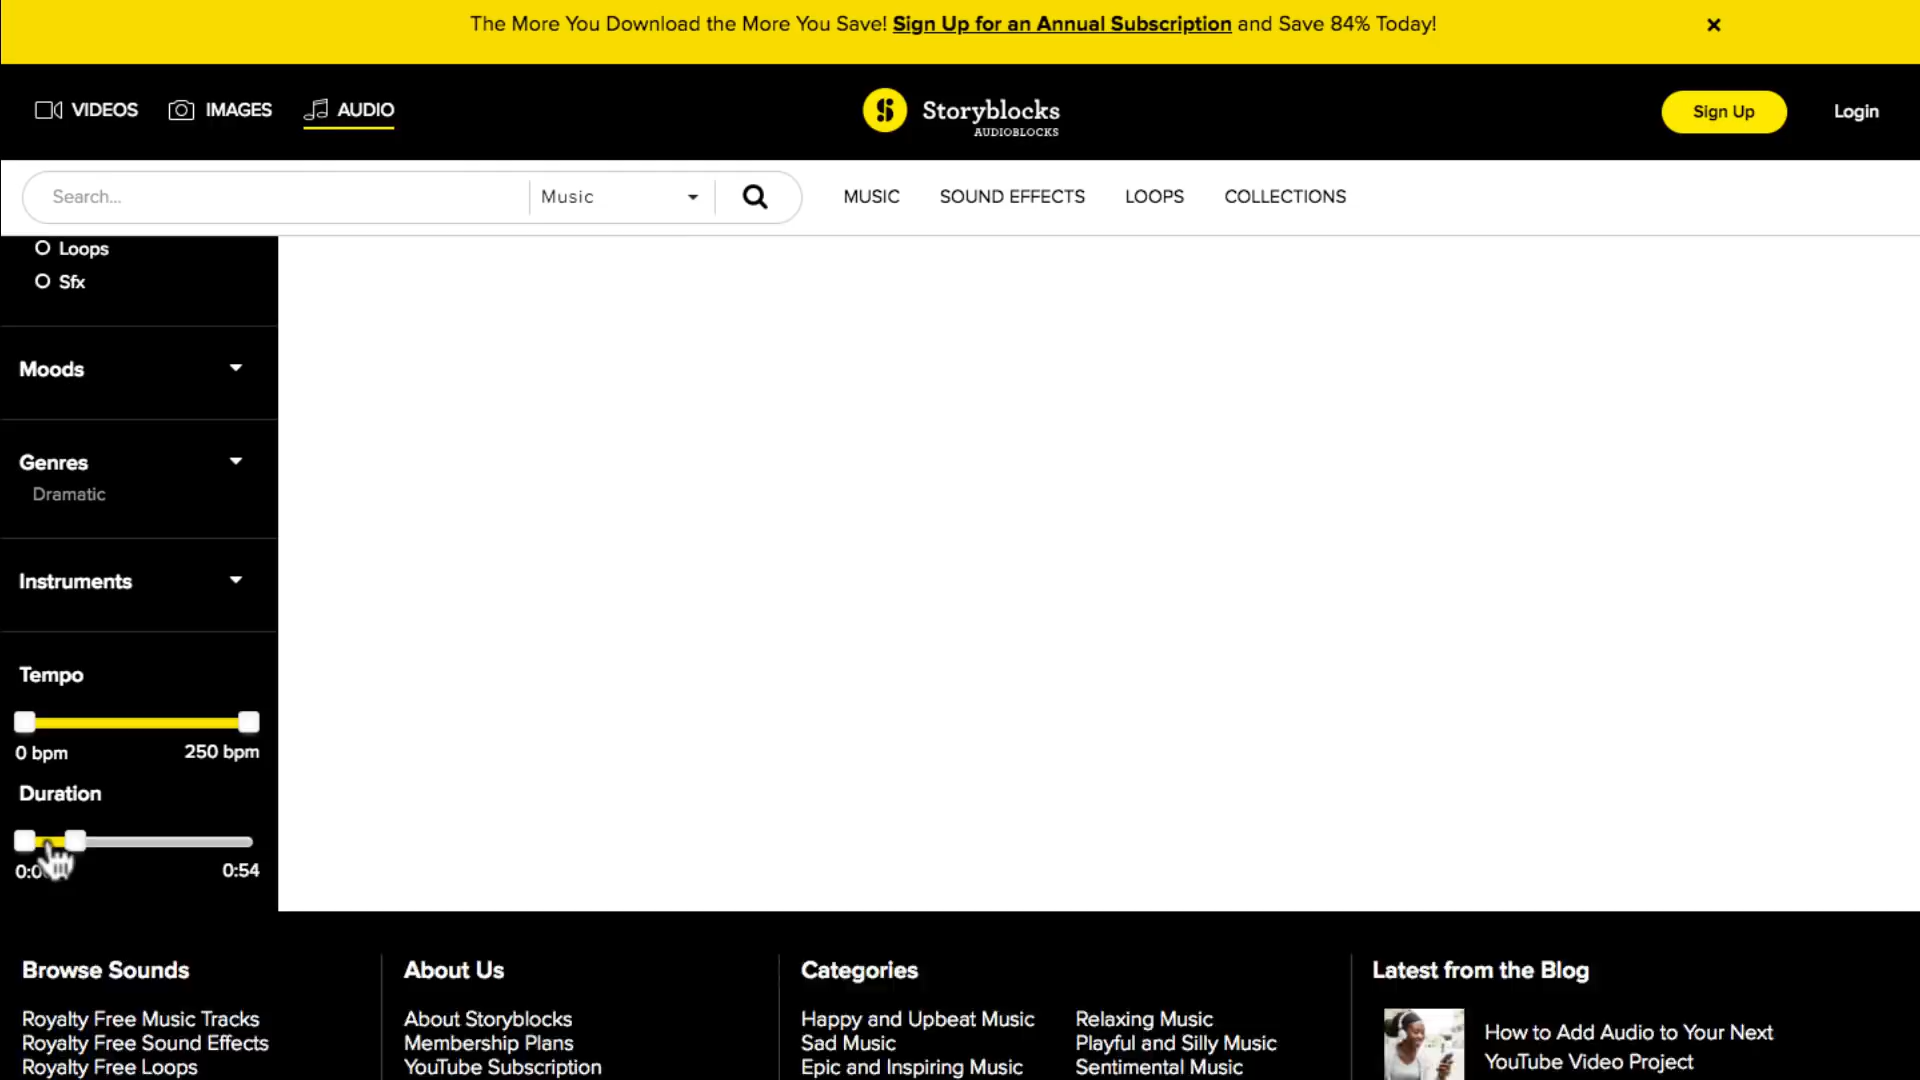 The More You Download the More You Save! Sign Up for an Annual Subscription and Save 84% Today!
VIDEOS
IMAGES
AUDIO
Storyblocks
AUDIOBLOCKS
Sign Up
Login
Search...
Music
MUSIC
SOUND EFFECTS
LOOPS
COLLECTIONS
Loops
Sfx
Moods
Genres
Dramatic
Instruments
Tempo
0 bpm
250 bpm
Duration
0:54
Browse Sounds
Royalty Free Music Tracks
Royalty Free Sound Effects
Royalty Free Loops
About Us
About Storyblocks
Membership Plans
YouTube Subscription
Categories
Happy and Upbeat Music
Sad Music
Epic and Inspiring Music
Relaxing Music
Playful and Silly Music
Sentimental Music
Latest from the Blog
How to Add Audio to Your Next
YouTube Video Project